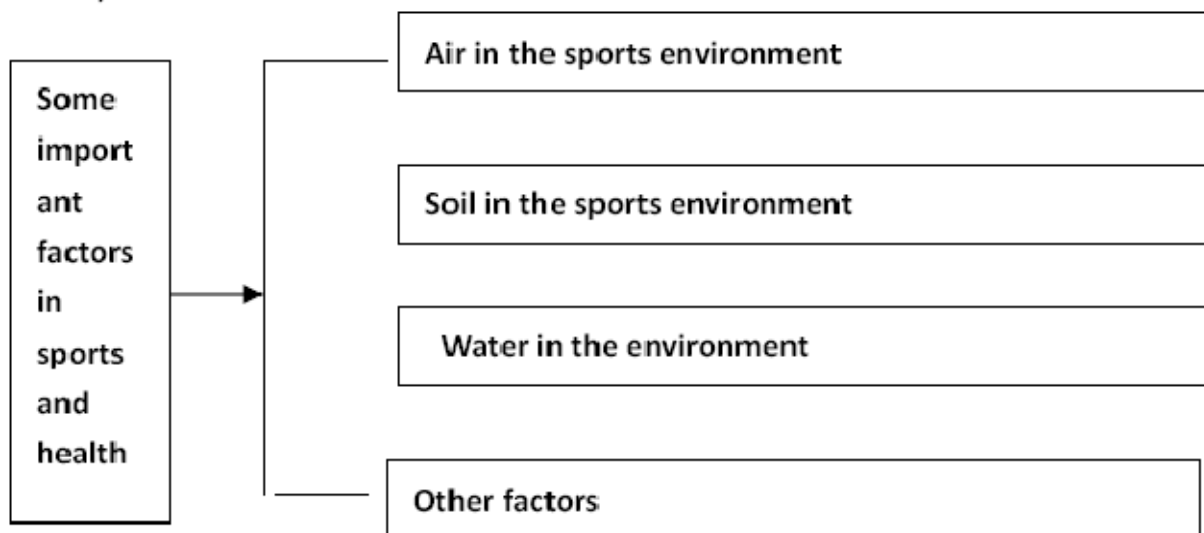 Some
import
ant
factors
in
sports
and
health
Air in the sports environment
Soil in the sports environment
Water in the environment
Other factors